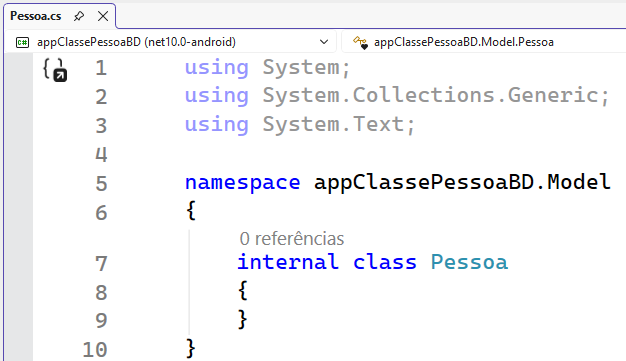 Pessoa.cs
appClassePessoaBD (net10.0-android) appClassePessoaBD.Model.Pessoa
1 using System;
2 using System.Collections.Generic;
3 using System.Text;
4
5 namespace appClassePessoaBD.Model
6 {
0 referências
7 internal class Pessoa
8 {
9 }
10 }